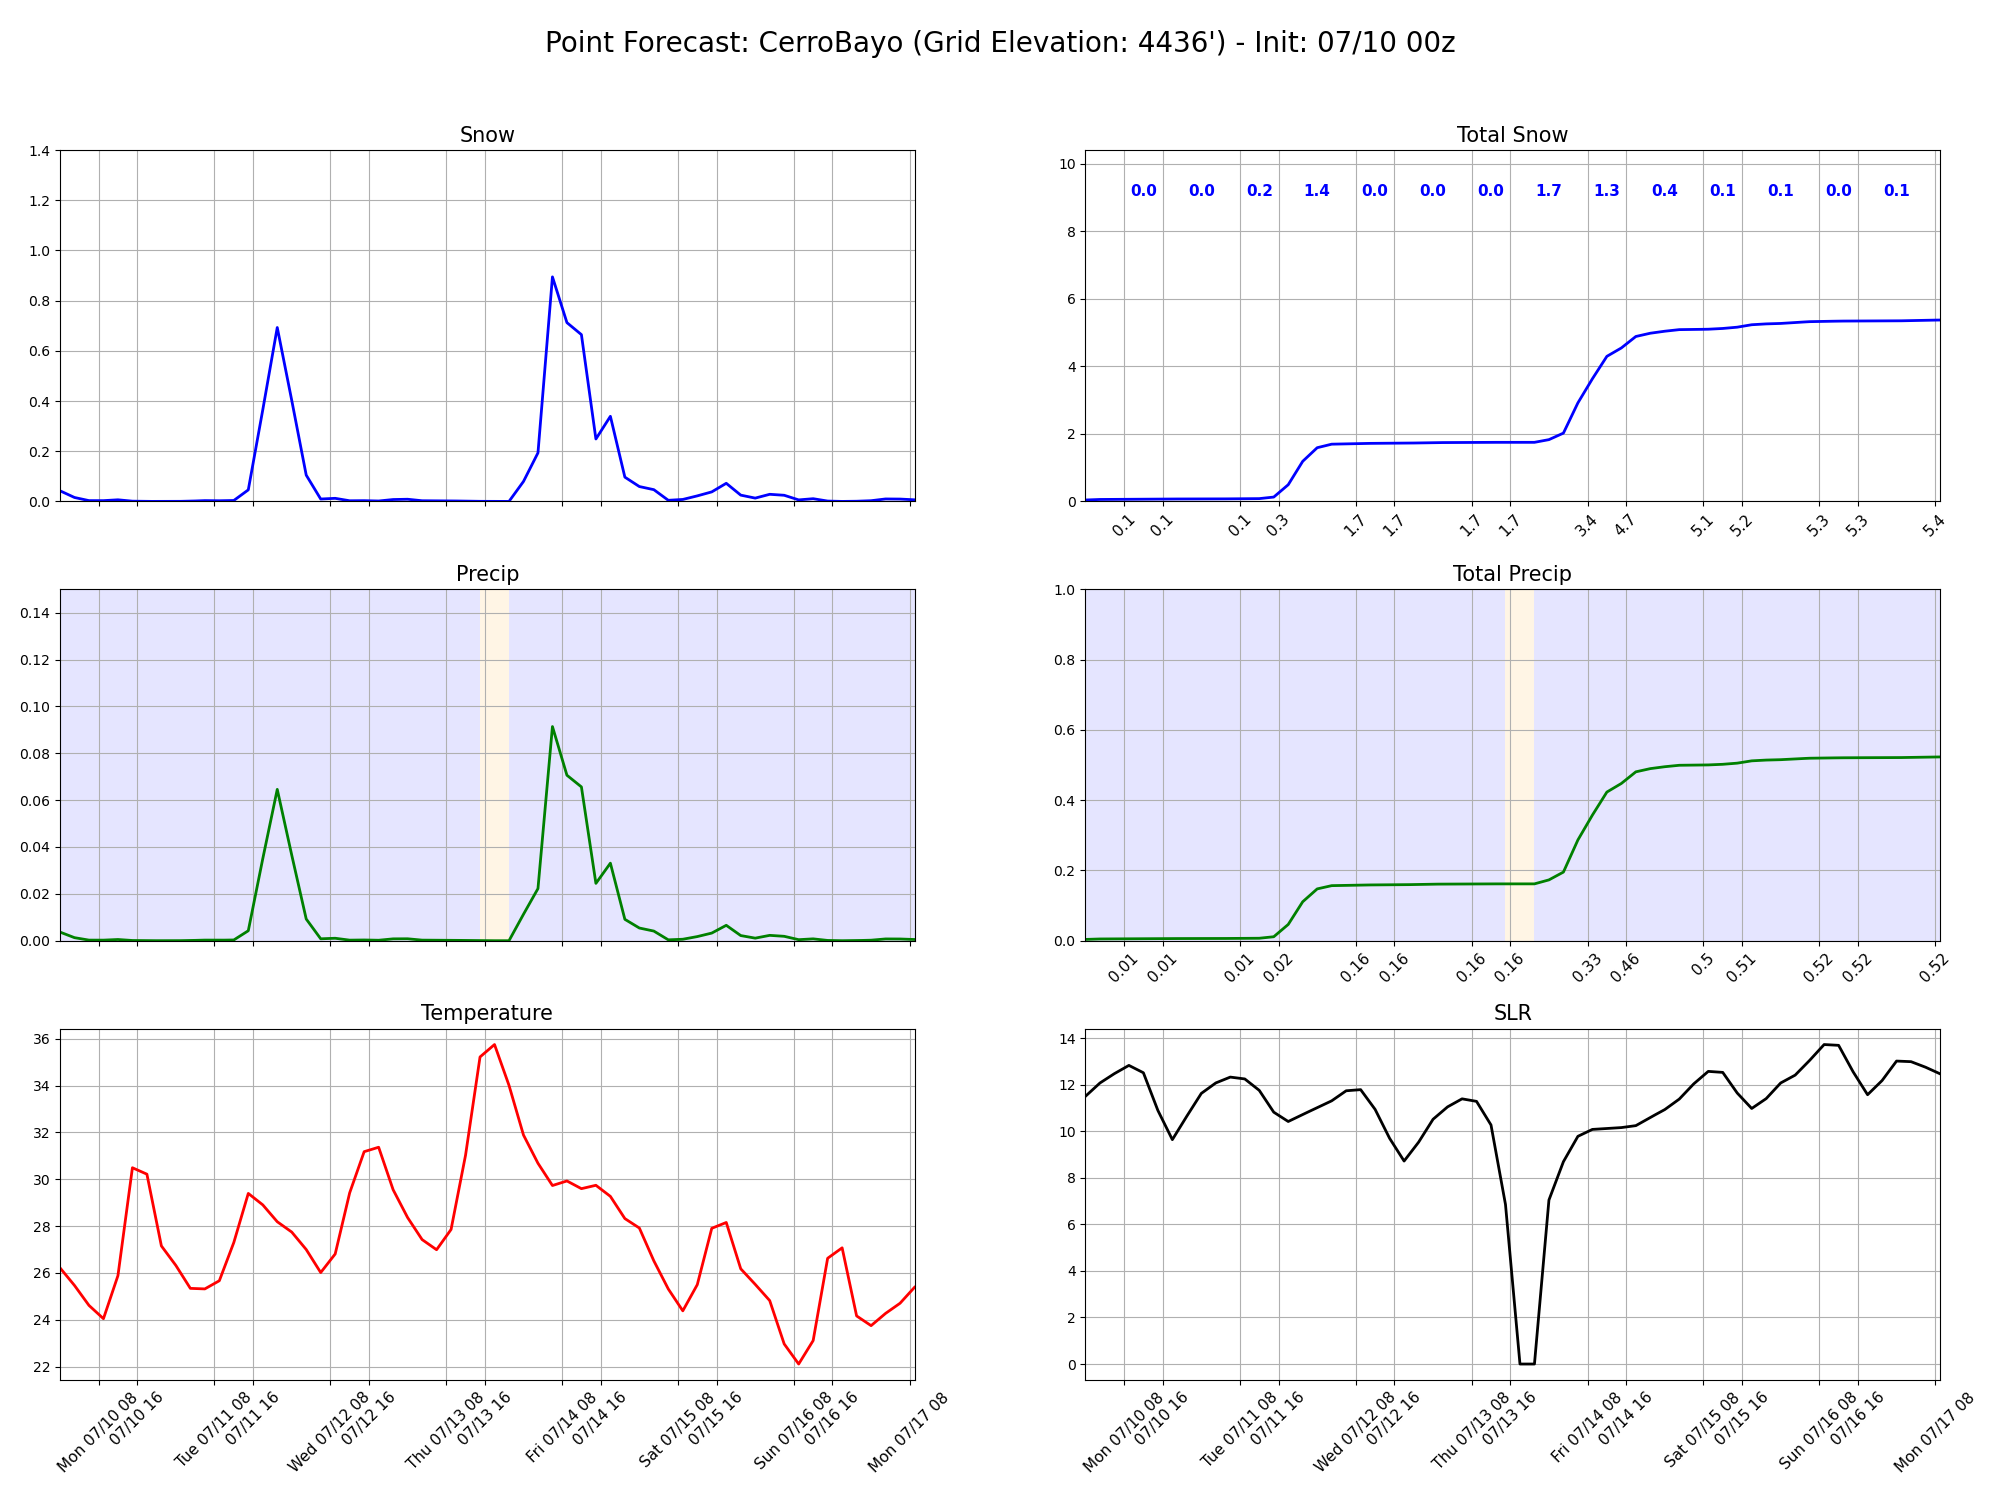 Point Forecast: CerroBayo (Grid Elevation: 4436') - Init: 07/10 00z
Snow
1.4
1.2
1.0
0.8
0.6
0.4
0.2
0.0
Total Snow
10
8
6
4
2
0
0.0 0.0 0.2 1.4 0.0 0.0 0.0 1.7 1.3 0.4 0.1 0.1 0.0 0.1
0.1 0.1 0.1 0.3 1.7 1.7 1.7 1.7 3.4 4.7 5.1 5.2 5.3 5.3 5.4
Precip
0.14
0.12
0.10
0.08
0.06
0.04
0.02
0.00
Total Precip
1.0
0.8
0.6
0.4
0.2
0.0
0.01 0.01 0.01 0.02 0.16 0.16 0.16 0.16 0.33 0.46 0.5 0.51 0.52 0.52 0.52
Temperature
36
34
32
30
28
26
24
22
Mon 07/10 08
07/10 16
Tue 07/11 08
07/11 16
Wed 07/12 08
07/12 16
Thu 07/13 08
07/13 16
Fri 07/14 08
07/14 16
Sat 07/15 08
07/15 16
Sun 07/16 08
07/16 16
Mon 07/17 08
SLR
14
12
10
8
6
4
2
0
Mon 07/10 08
07/10 16
Tue 07/11 08
07/11 16
Wed 07/12 08
07/12 16
Thu 07/13 08
07/13 16
Fri 07/14 08
07/14 16
Sat 07/15 08
07/15 16
Sun 07/16 08
07/16 16
Mon 07/17 08